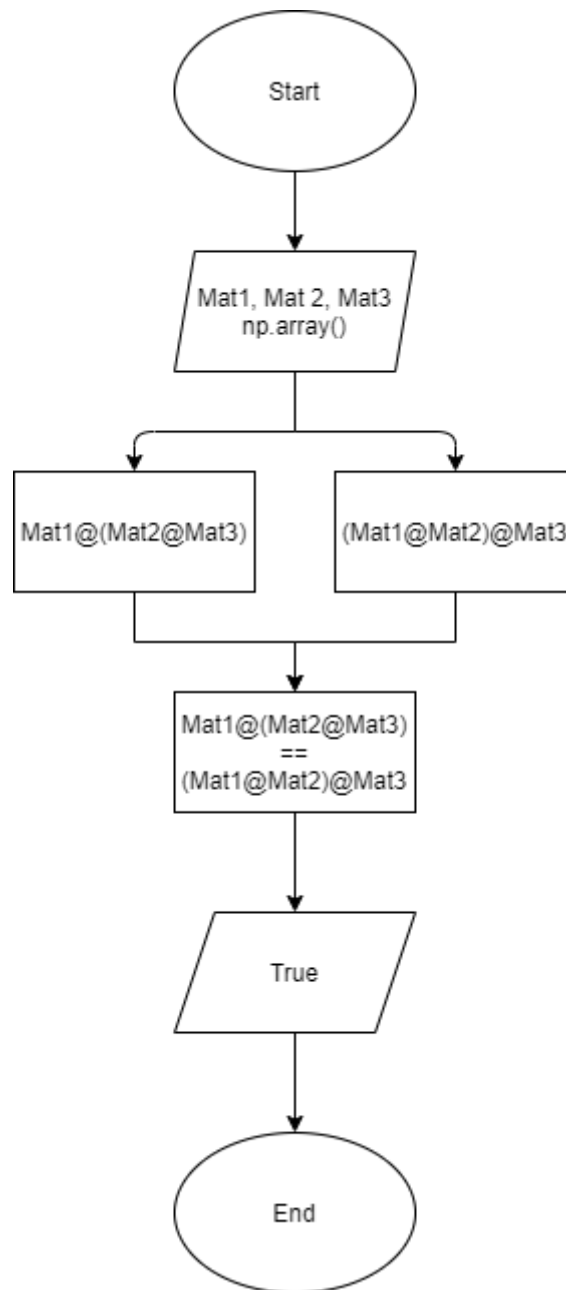 Start
Mat1, Mat 2, Mat3
np.array()
Mat1@(Mat2@Mat3)
(Mat1@Mat2)@Mat3
Mat1@(Mat2@Mat3)
==
(Mat1@Mat2)@Mat3
True
End